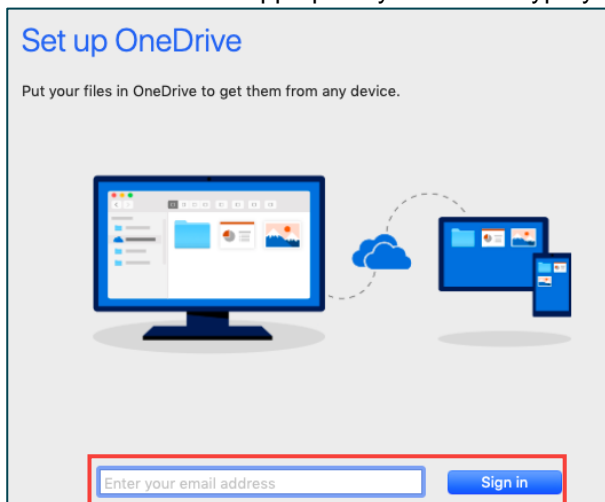 Set up OneDrive
Put your files in OneDrive to get them from any device.
Enter your email address
Sign in